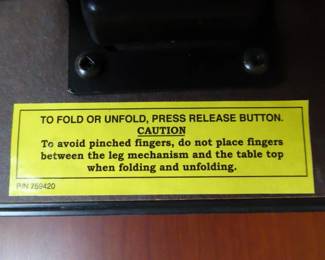 TO FOLD OR UNFOLD, PRESS RELEASE BUTTON.
CAUTION
To avoid pinched fingers, do not place fingers
between the leg mechanism and the table top
when folding and unfolding.
P/N 769420